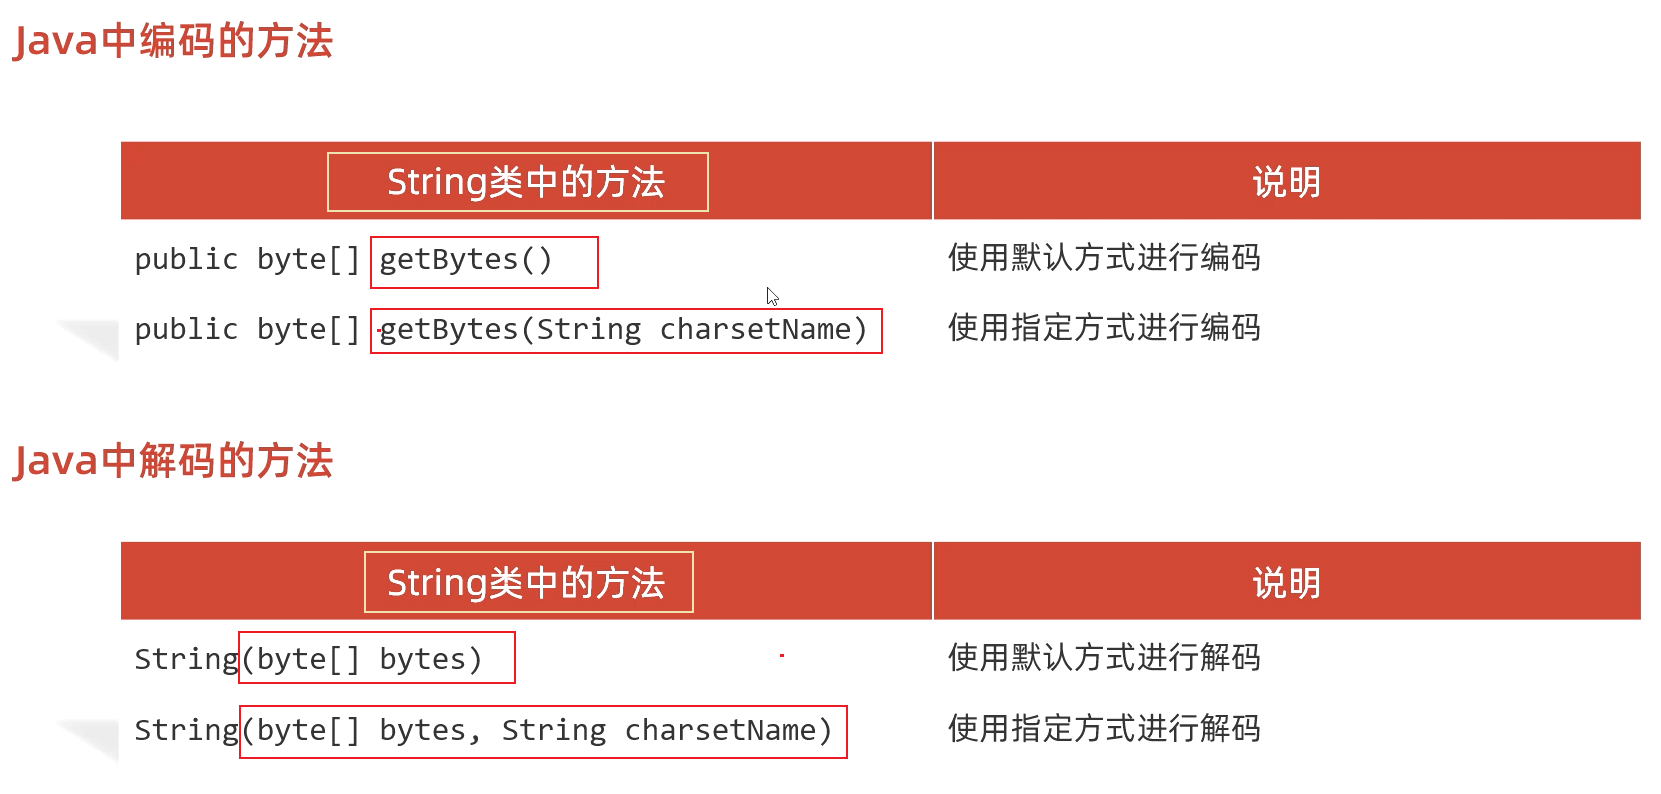 Java中编码的方法
String类中的方法 说明
public byte[] getBytes() 使用默认方式进行编码
public byte[] getBytes(String charsetName) 使用指定方式进行编码
Java中解码的方法
String类中的方法 说明
String(byte[] bytes) 使用默认方式进行解码
String(byte[] bytes, String charsetName) 使用指定方式进行解码